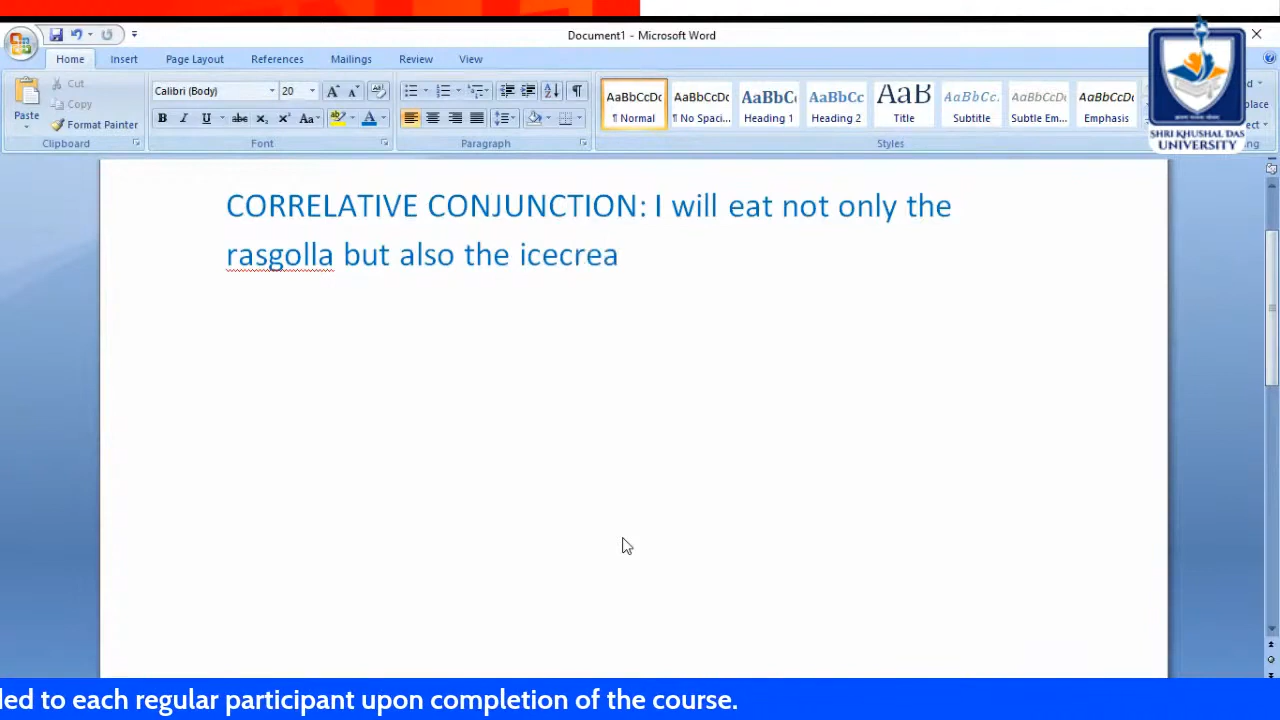 Document1 - Microsoft Word
Home Insert Page Layout References Mailings Review View
Paste
Cut
Copy
Format Painter
Clipboard
Calibri (Body) 20
Font
Paragraph
AaBbCcDc AaBbCcDc AaBbC AaBbCc AaB AaBbCc. AaBbCcDc AaBbCcDc
¶ Normal ¶ No Spaci... Heading 1 Heading 2 Title Subtitle Subtle Em... Emphasis
Styles
SHRI KHUSHAL DAS
UNIVERSITY
CORRELATIVE CONJUNCTION: I will eat not only the
rasgolla but also the icecrea
led to each regular participant upon completion of the course.